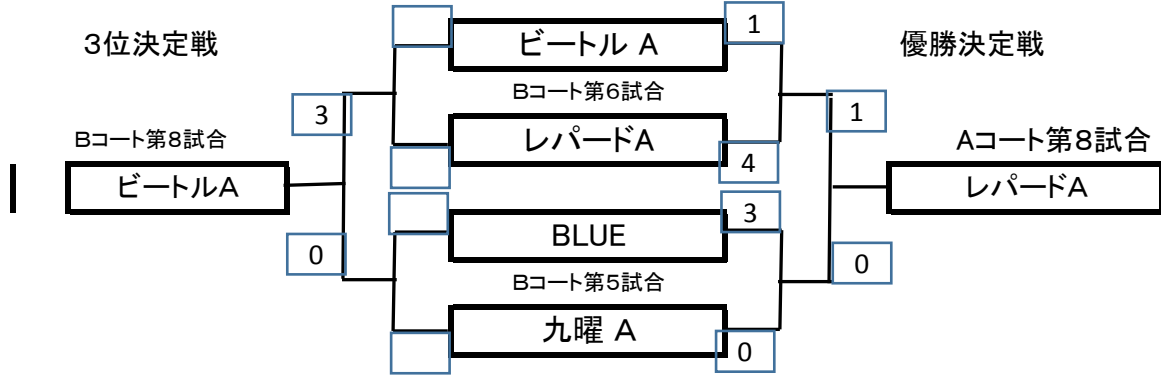 3位決定戦
ビートル A
1
優勝決定戦
Bコート第6試合
3
1
Bコート第8試合
レパードA
Aコート第8試合
4
ビートルA
レパードA
3
BLUE
0
0
Bコート第5試合
九曜 A
0